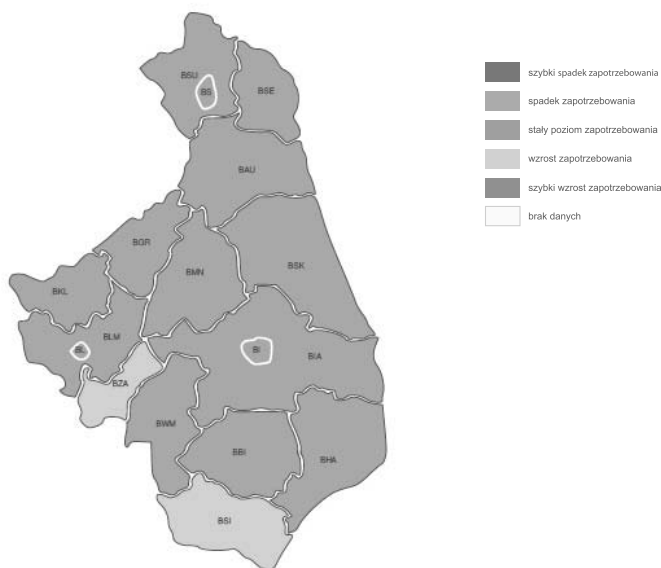 BSU
BS
BSE
BAU
BGR
BMN
BSK
BKL
BL
BLM
BI
BIA
BZA
BWM
BBI
BHA
BSI
szybki spadek zapotrzebowania
spadek zapotrzebowania
stały poziom zapotrzebowania
wzrost zapotrzebowania
szybki wzrost zapotrzebowania
brak danych